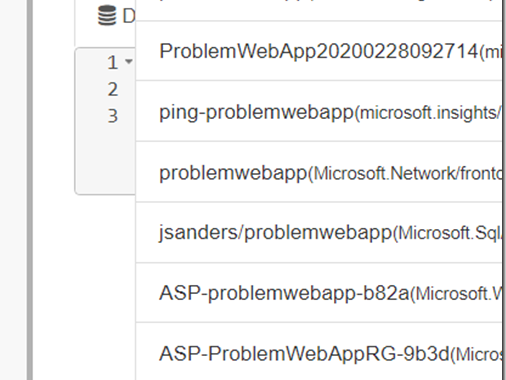 D
1
2
3
ProblemWebApp20200228092714(mi
ping-problemwebapp(microsoft.insights/
problemwebapp(Microsoft.Network/frontd
jsanders/problemwebapp(Microsoft.Sql
ASP-problemwebapp-b82a(Microsoft.W
ASP-ProblemWebAppRG-9b3d(Micros